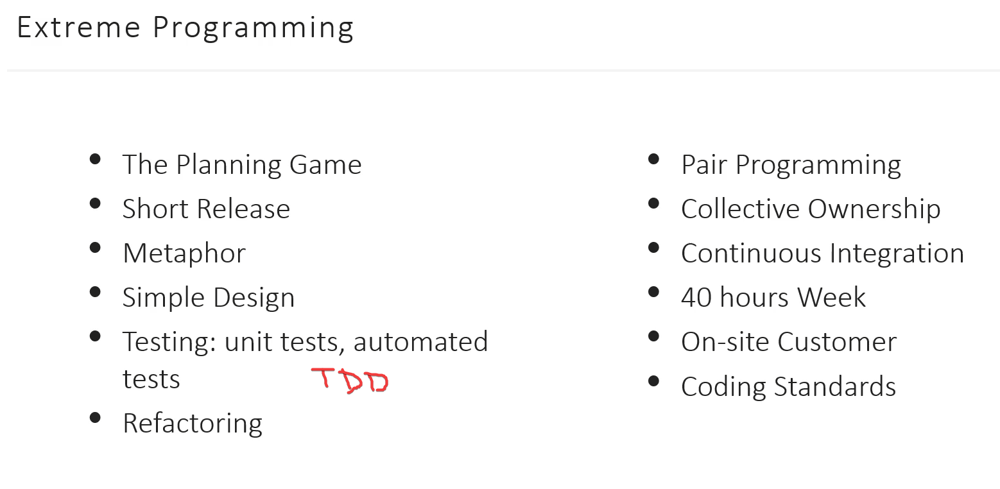 Extreme Programming
The Planning Game
Short Release
Metaphor
Simple Design
Testing: unit tests, automated
tests
TDD
Refactoring
Pair Programming
Collective Ownership
Continuous Integration
40 hours Week
On-site Customer
Coding Standards